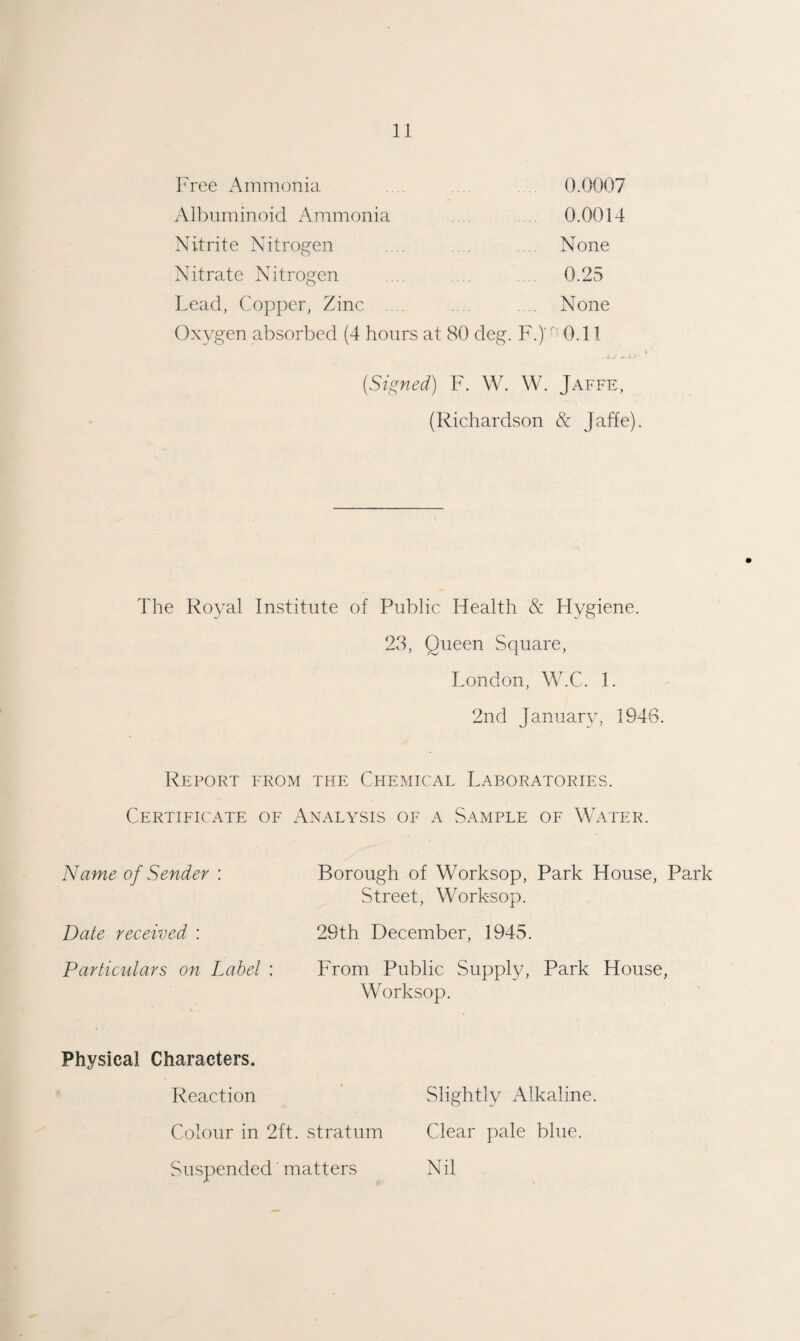 11
Free Ammonia .... .... .... 0.0007
Albuminoid Ammonia .... .... 0.0014
Nitrite Nitrogen .... .... .... None
Nitrate Nitrogen .... .... .... 0.25
Lead, Copper, Zinc .... .... .... None
Oxygen absorbed (4 hours at 80 deg. F.) 0.11
(Signed) F. W. W. Jaffe,
(Richardson & Jaffe).
The Royal Institute of Public Health & Hygiene.
23, Queen Square,
London, W.C. 1.
2nd January, 1946.
Report from the Chemical Laboratories.
Certificate of Analysis of a Sample of Water.
Name of Sender : Borough of Worksop, Park House, Park
Street, Worksop.
Date received : 29th December, 1945.
Particulars on Label : From Public Supply, Park House,
Worksop.
Physical Characters.
Reaction Slightly Alkaline.
Colour in 2ft. stratum Clear pale blue.
Suspended matters Nil